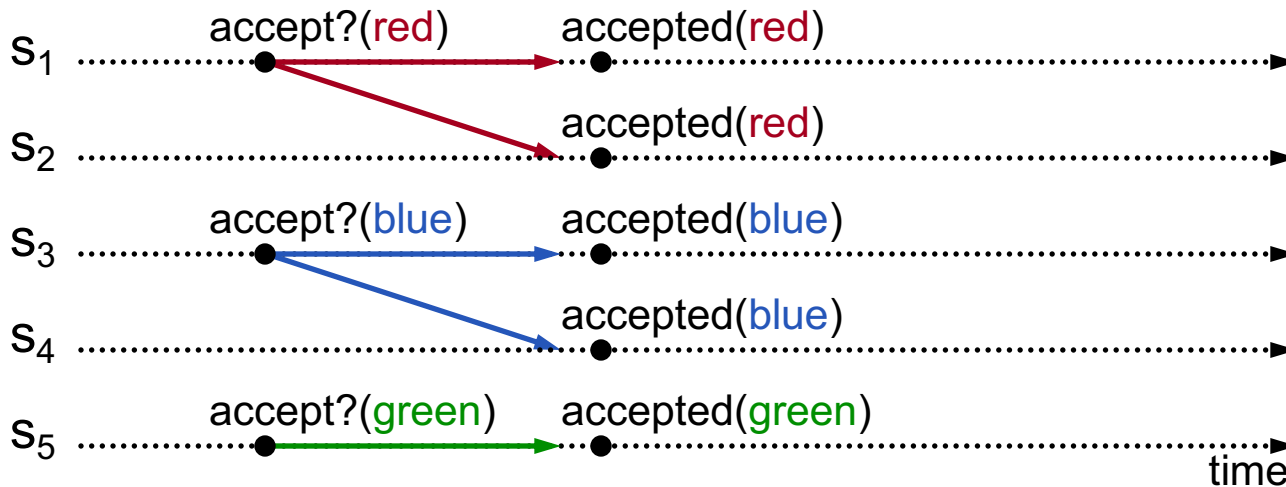 accept?(red) accepted(red)
s1
accepted(red)
s2
accept?(blue) accepted(blue)
s3
accepted(blue)
s4
accept?(green) accepted(green)
s5
time